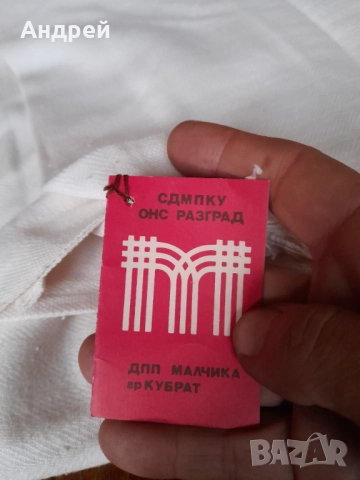 Андрей
СДМПКУ
ОНС РАЗГРАД
ДПП МАЛЧИКА
гр КУБРАТ
BAZAR